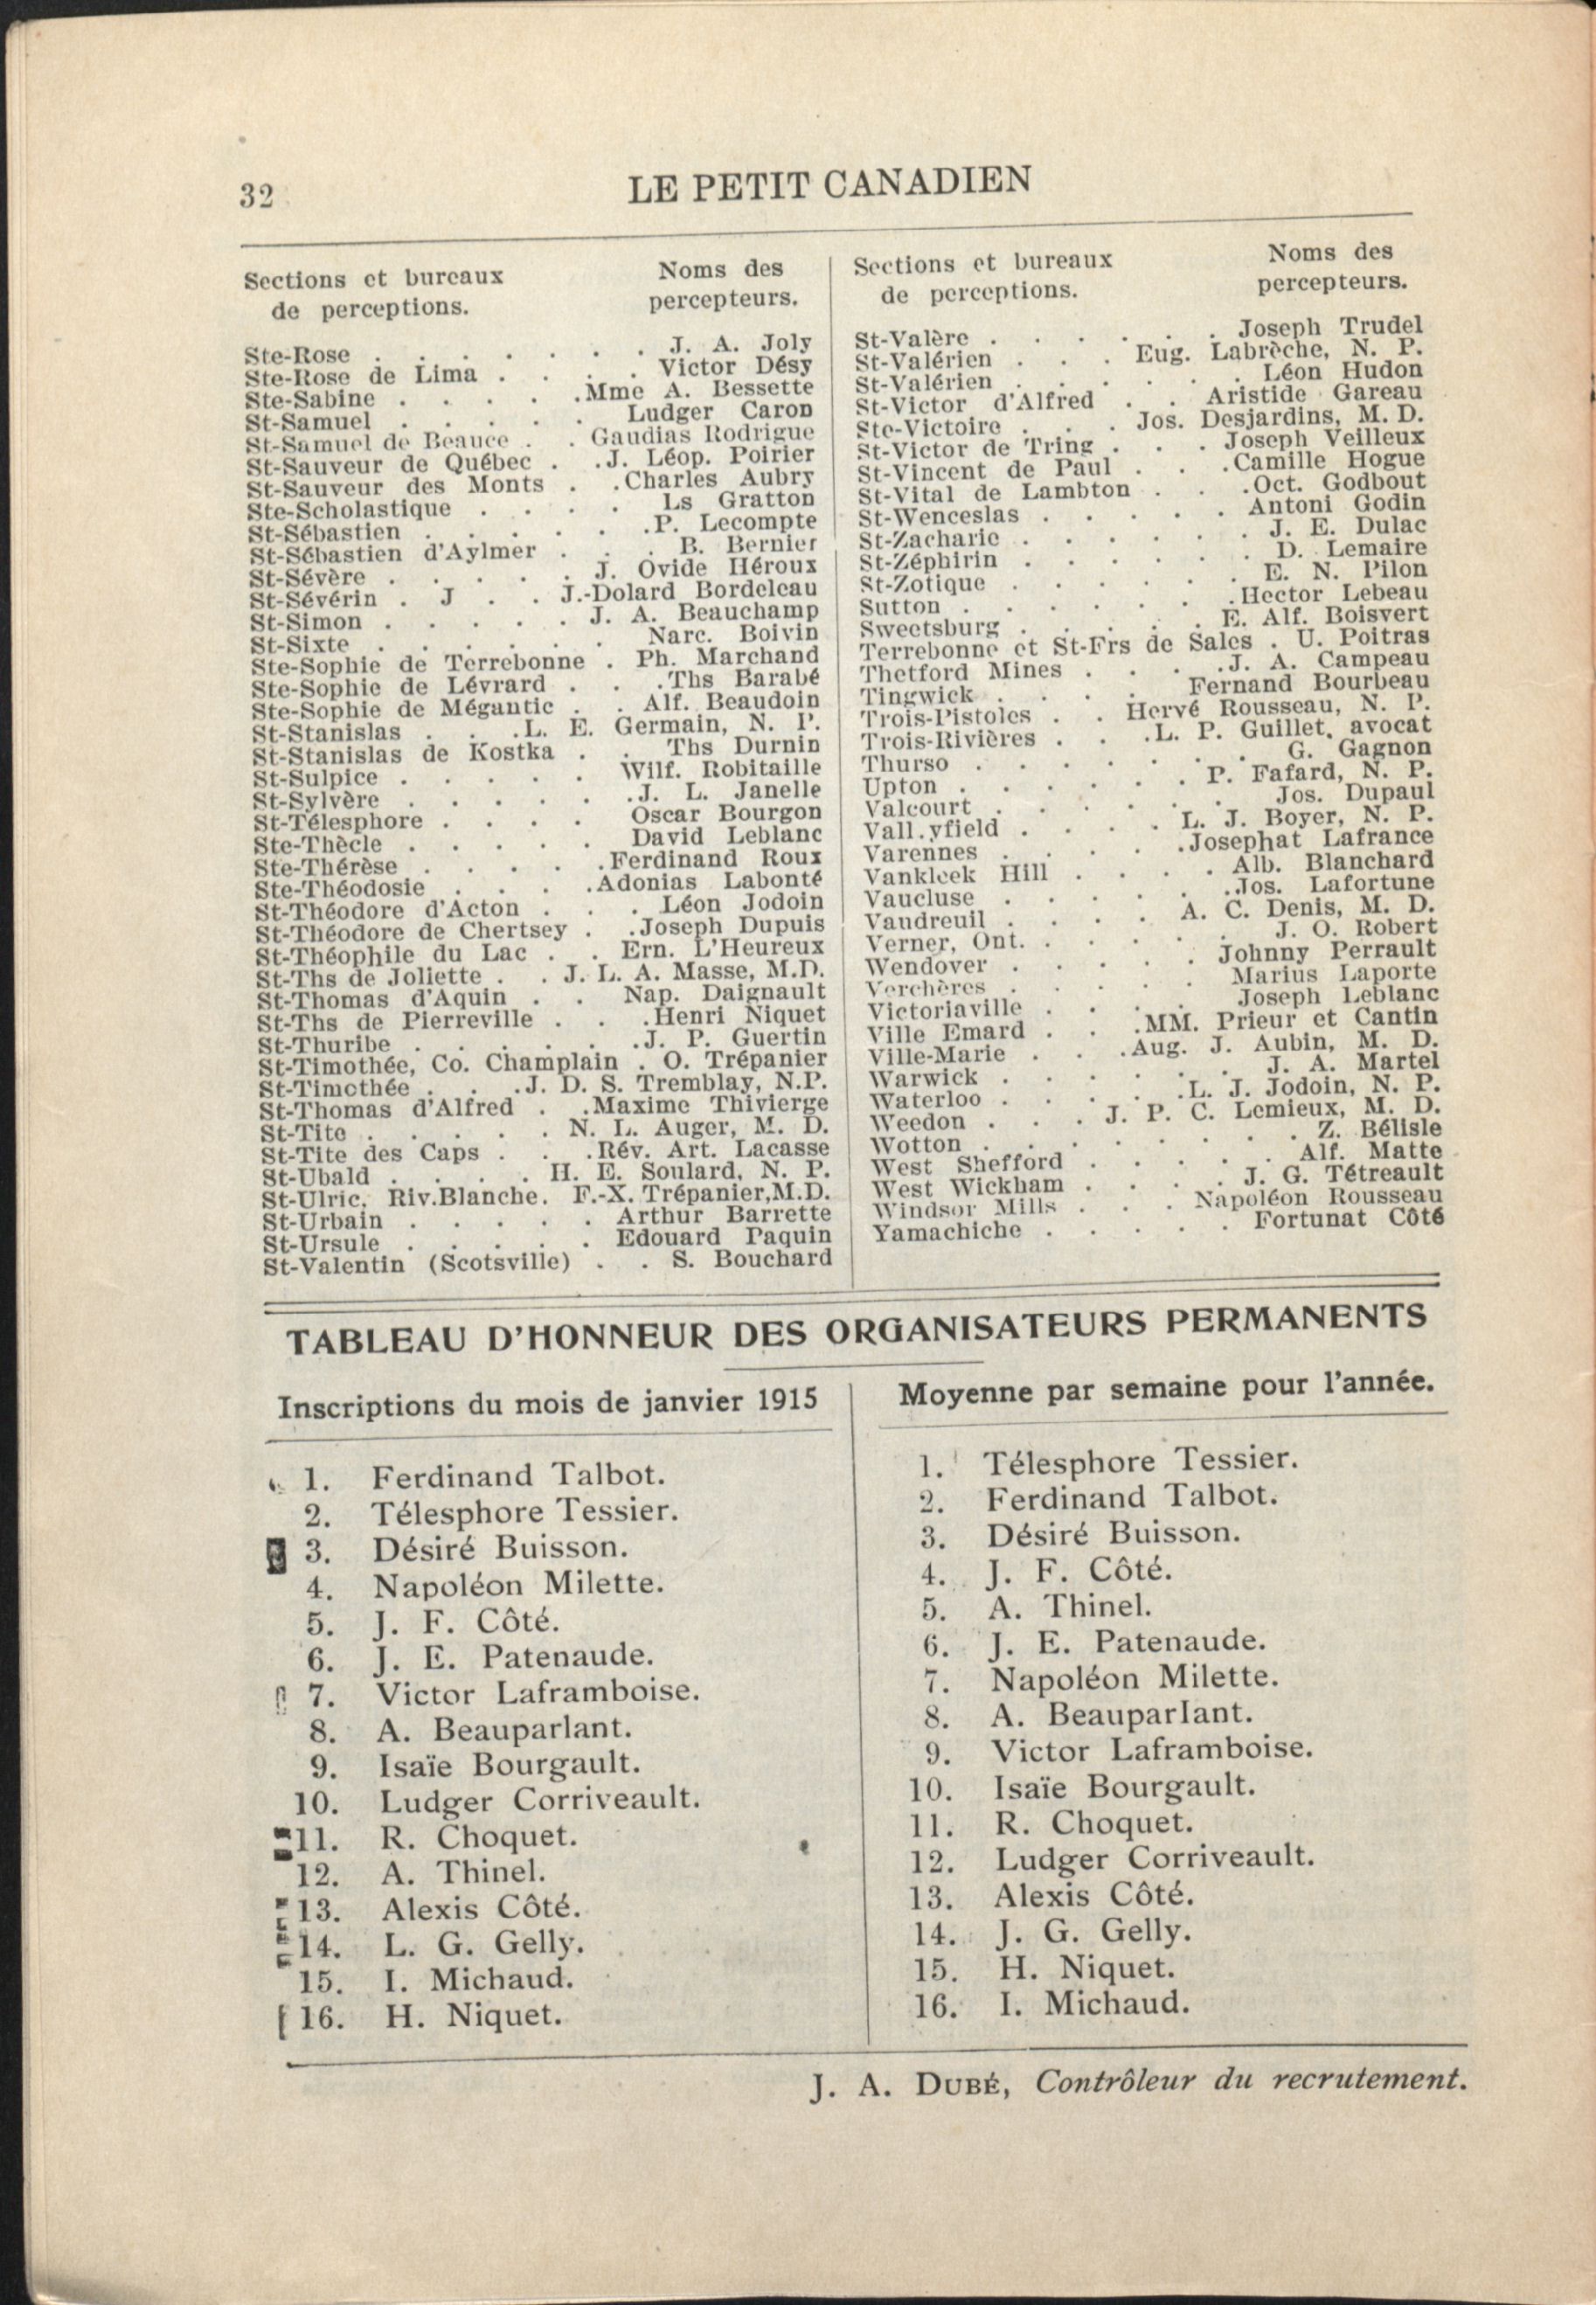 32
LE PETIT CANADIEN
Sections et bureaux
de perceptions.
Noms des
percepteurs.
Ste-Rose . . . . . . . J. A. Joly
Ste-Rose de Lima . . . . Victor Désy
Ste-Sabine . . . . .Mme A. Bessette
St-Samuel . . . . . Ludger Caron
St-Samuel de Beauce . . Gaudias Rodrigue
St-Sauveur de Québec . .J. Léop. Poirier
St-Sauveur des Monts . .Charles Aubry
Ste-Scholastique . . . . Ls Gratton
St-Sébastien . . . . . .P. Lecompte
St-Sébastien d'Aylmer . . . B. Bernier
St-Sévère . . . . . J. Ovide Héroux
St-Sévérin . J . . J.-Dolard Bordeleau
St-Simon . . . . . J. A. Beauchamp
St-Sixte . . . . . . Narc. Boivin
Ste-Sophie de Terrebonne . Ph. Marchand
Ste-Sophie de Lévrard . . .Ths Barabé
Ste-Sophie de Mégantic . . Alf. Beaudoin
St-Stanislas . . .L. E. Germain, N. P.
St-Stanislas de Kostka . . Ths Durnin
St-Sulpice . . . . . Wilf. Robitaille
St-Sylvère . . . . . .J. L. Janelle
St-Télesphore . . . . Oscar Bourgon
Ste-Thècle . . . . . David Leblanc
Ste-Thérèse . . . . .Ferdinand Roux
Ste-Théodosie . . . .Adonias Labonté
St-Théodore d'Acton . . . Léon Jodoin
St-Théodore de Chertsey . .Joseph Dupuis
St-Théophile du Lac . . Ern. L'Heureux
St-Ths de Joliette . . J. L. A. Masse, M.D.
St-Thomas d'Aquin . . Nap. Daignault
St-Ths de Pierreville . . .Henri Niquet
St-Thuribe . . . . . .J. P. Guertin
St-Timothée, Co. Champlain . O. Trépanier
St-Timothée . . .J. D. S. Tremblay, N.P.
St-Thomas d'Alfred . .Maxime Thivierge
St-Tite . . . . . N. L. Auger, M. D.
St-Tite des Caps . . .Rév. Art. Lacasse
St-Ubald . . . . H. E. Soulard, N. P.
St-Ulric, Riv.Blanche. F.-X. Trépanier,M.D.
St-Urbain . . . . . Arthur Barrette
St-Ursule . . . . . Edouard Paquin
St-Valentin (Scotsville) . . S. Bouchard
Sections et bureaux
de perceptions.
Noms des
percepteurs.
St-Valère . . . . . . Joseph Trudel
St-Valérien . . . Eug. Labrèche, N. P.
St-Valérien . . . . . . Léon Hudon
St-Victor d'Alfred . . Aristide Gareau
Ste-Victoire . . . Jos. Desjardins, M. D.
St-Victor de Tring . . . Joseph Veilleux
St-Vincent de Paul . . .Camille Hogue
St-Vital de Lambton . . .Oct. Godbout
St-Wenceslas . . . . . Antoni Godin
St-Zacharie . . . . . . J. E. Dulac
St-Zéphirin . . . . . . D. Lemaire
St-Zotique . . . . . . E. N. Pilon
Sutton . . . . . . .Hector Lebeau
Sweetsburg . . . . . E. Alf. Boisvert
Terrebonne et St-Frs de Sales . U. Poitras
Thetford Mines . . . .J. A. Campeau
Tingwick . . . . Fernand Bourbeau
Trois-Pistoles . . Hervé Rousseau, N. P.
Trois-Rivières . . .L. P. Guillet, avocat
Thurso . . . . . . . G. Gagnon
Upton . . . . . . P. Fafard, N. P.
Valcourt . . . . . . Jos. Dupaul
Vall.yfield . . . . L. J. Boyer, N. P.
Varennes . . . . .Josephat Lafrance
Vankleek Hill . . . . Alb. Blanchard
Vaucluse . . . . . .Jos. Lafortune
Vaudreuil . . . . A. C. Denis, M. D.
Verner, Ont. . . . . . J. O. Robert
Wendover . . . . . Johnny Perrault
Verchères . . . . . Marius Laporte
Victoriaville . . . . Joseph Leblanc
Ville Emard . . .MM. Prieur et Cantin
Ville-Marie . . .Aug. J. Aubin, M. D.
Warwick . . . . . . J. A. Martel
Waterloo . . . . .L. J. Jodoin, N. P.
Weedon . . . J. P. C. Lemieux, M. D.
Wotton . . . . . . . . Z. Bélisle
West Shefford . . . . . Alf. Matte
West Wickham . . . . J. G. Tétreault
Windsor Mills . . . Napoléon Rousseau
Yamachiche . . . . . Fortunat Côté
TABLEAU D'HONNEUR DES ORGANISATEURS PERMANENTS
Inscriptions du mois de janvier 1915
1. Ferdinand Talbot.
2. Télesphore Tessier.
3. Désiré Buisson.
4. Napoléon Milette.
5. J. F. Côté.
6. J. E. Patenaude.
7. Victor Laframboise.
8. A. Beauparlant.
9. Isaïe Bourgault.
10. Ludger Corriveault.
11. R. Choquet.
12. A. Thinel.
13. Alexis Côté.
14. L. G. Gelly.
15. I. Michaud.
16. H. Niquet.
Moyenne par semaine pour l'année.
1. Télesphore Tessier.
2. Ferdinand Talbot.
3. Désiré Buisson.
4. J. F. Côté.
5. A. Thinel.
6. J. E. Patenaude.
7. Napoléon Milette.
8. A. Beauparlant.
9. Victor Laframboise.
10. Isaïe Bourgault.
11. R. Choquet.
12. Ludger Corriveault.
13. Alexis Côté.
14. J. G. Gelly.
15. H. Niquet.
16. I. Michaud.
J. A. DUBÉ, Contrôleur du recrutement.